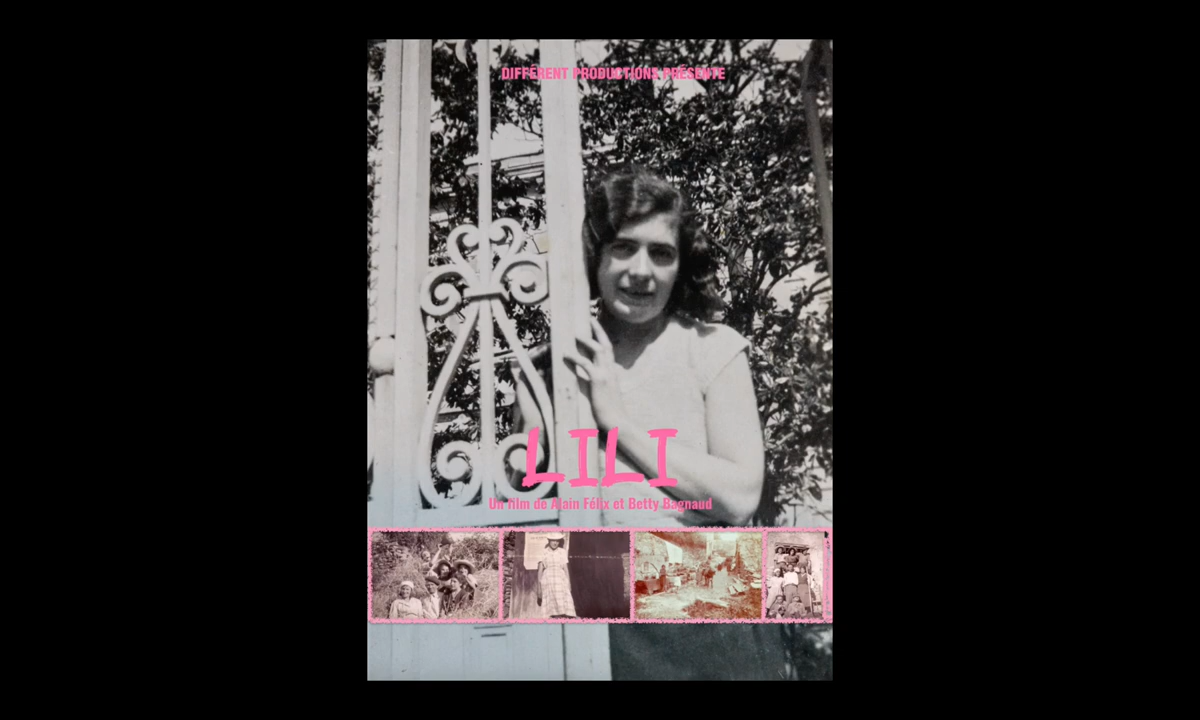 DIFFÉRENT PRODUCTIONS PRÉSENTE
LILI
Un film de Alain Félix et Betty Bagnaud